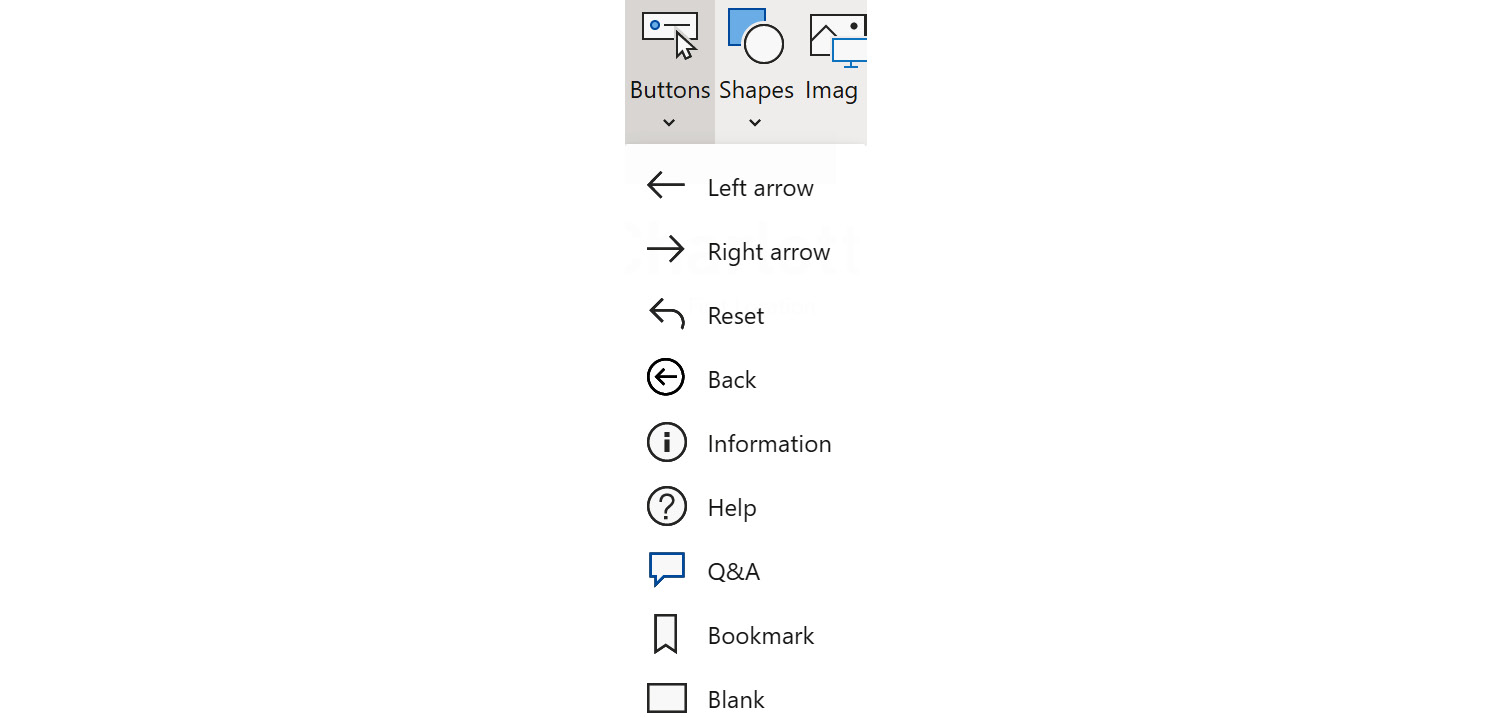 Buttons Shapes Imag
Left arrow
Right arrow
Reset
Back
Information
Help
Q&A
Bookmark
Blank